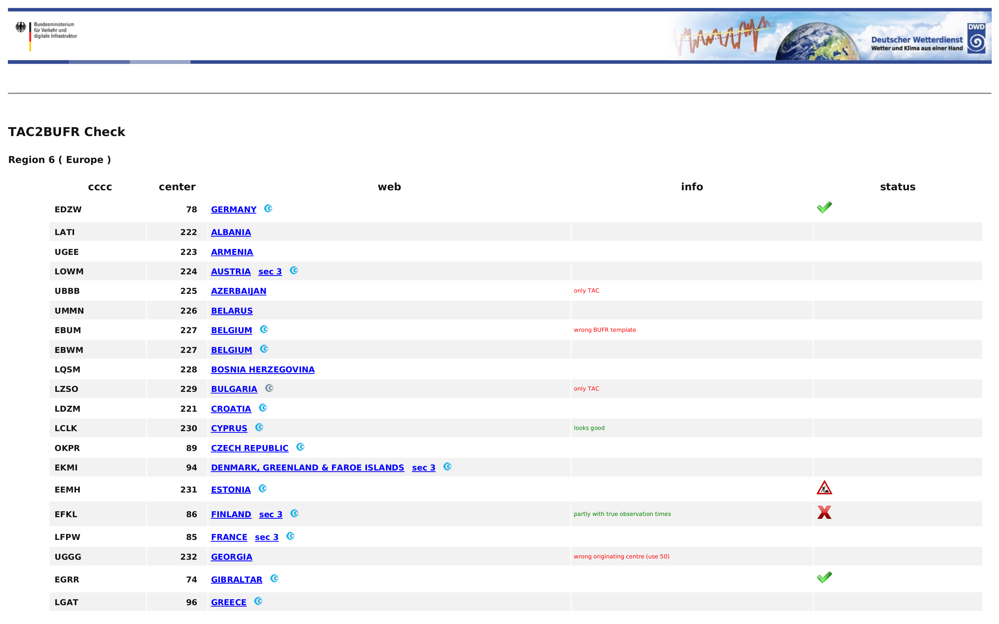 Bundesministerium
für Verkehr und
digitale Infrastruktur
DWD
Deutscher Wetterdienst
Wetter und Klima aus einer Hand
TAC2BUFR Check
Region 6 ( Europe )
cccc center web info status
EDZW 78 GERMANY
LATI 222 ALBANIA
UGEE 223 ARMENIA
LOWM 224 AUSTRIA sec 3
UBBB 225 AZERBAIJAN only TAC
UMMN 226 BELARUS
EBUM 227 BELGIUM wrong BUFR template
EBWM 227 BELGIUM
LQSM 228 BOSNIA HERZEGOVINA
LZSO 229 BULGARIA only TAC
LDZM 221 CROATIA
LCLK 230 CYPRUS looks good
OKPR 89 CZECH REPUBLIC
EKMI 94 DENMARK, GREENLAND & FAROE ISLANDS sec 3
EEMH 231 ESTONIA
EFKL 86 FINLAND sec 3 partly with true observation times
LFPW 85 FRANCE sec 3
UGGG 232 GEORGIA wrong originating centre (use 50)
EGRR 74 GIBRALTAR
LGAT 96 GREECE